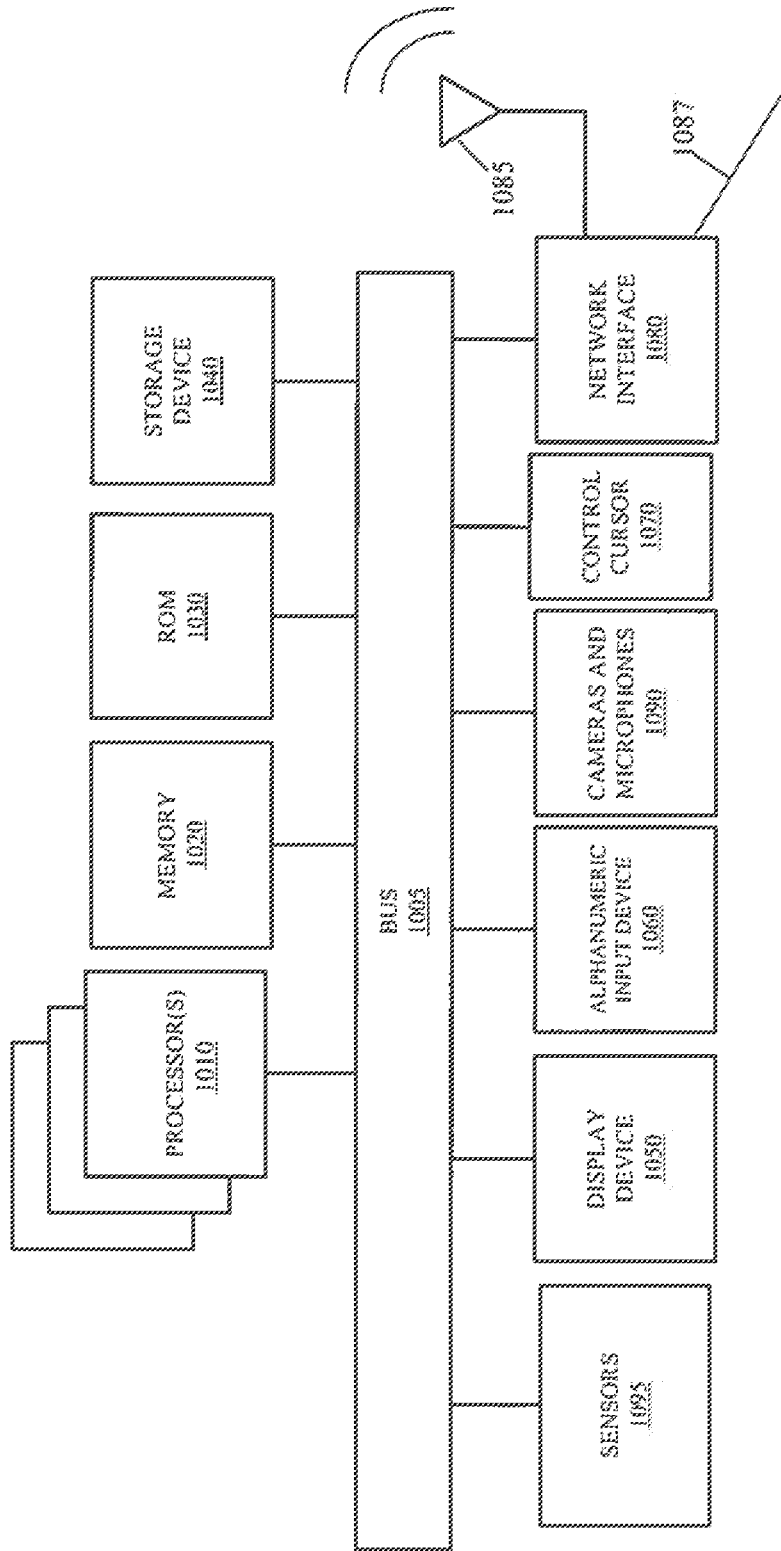 PROCESSOR(S)
1010
MEMORY
1020
ROM
1030
STORAGE
DEVICE
1040
BUS
1005
SENSORS
1095
DISPLAY
DEVICE
1050
ALPHANUMERIC
INPUT DEVICE
1060
CAMERAS AND
MICROPHONES
1090
CONTROL
CURSOR
1070
NETWORK
INTERFACE
1080
1085
1087